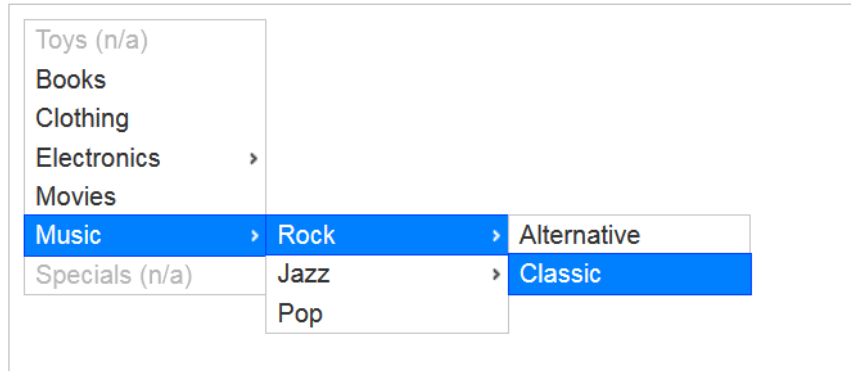 Toys (n/a)
Books
Clothing
Electronics
Movies
Music
Specials (n/a)
Rock
Jazz
Pop
Alternative
Classic